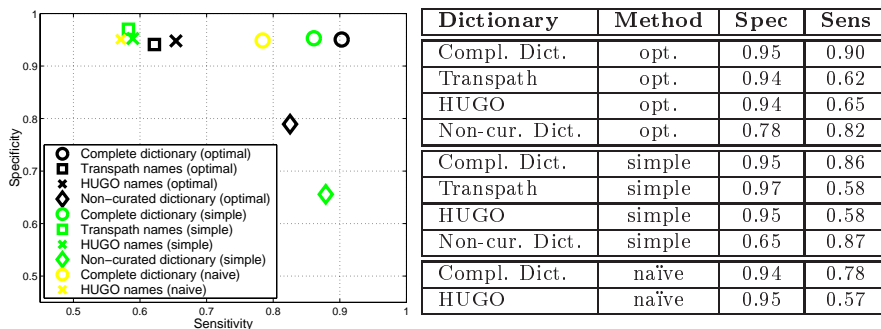 1
0.9
0.8
0.7
0.6
0.5
Specificity
0.5
0.6
0.7
0.8
0.9
1
Sensitivity
Complete dictionary (optimal)
Transpath names (optimal)
HUGO names (optimal)
Non−curated dictionary (optimal)
Complete dictionary (simple)
Transpath names (simple)
HUGO names (simple)
Non−curated dictionary (simple)
Complete dictionary (naive)
HUGO names (naive)
Dictionary Method Spec Sens
Compl. Dict. opt. 0.95 0.90
Transpath opt. 0.94 0.62
HUGO opt. 0.94 0.65
Non-cur. Dict. opt. 0.78 0.82
Compl. Dict. simple 0.95 0.86
Transpath simple 0.97 0.58
HUGO simple 0.95 0.58
Non-cur. Dict. simple 0.65 0.87
Compl. Dict. naïve 0.94 0.78
HUGO naïve 0.95 0.57